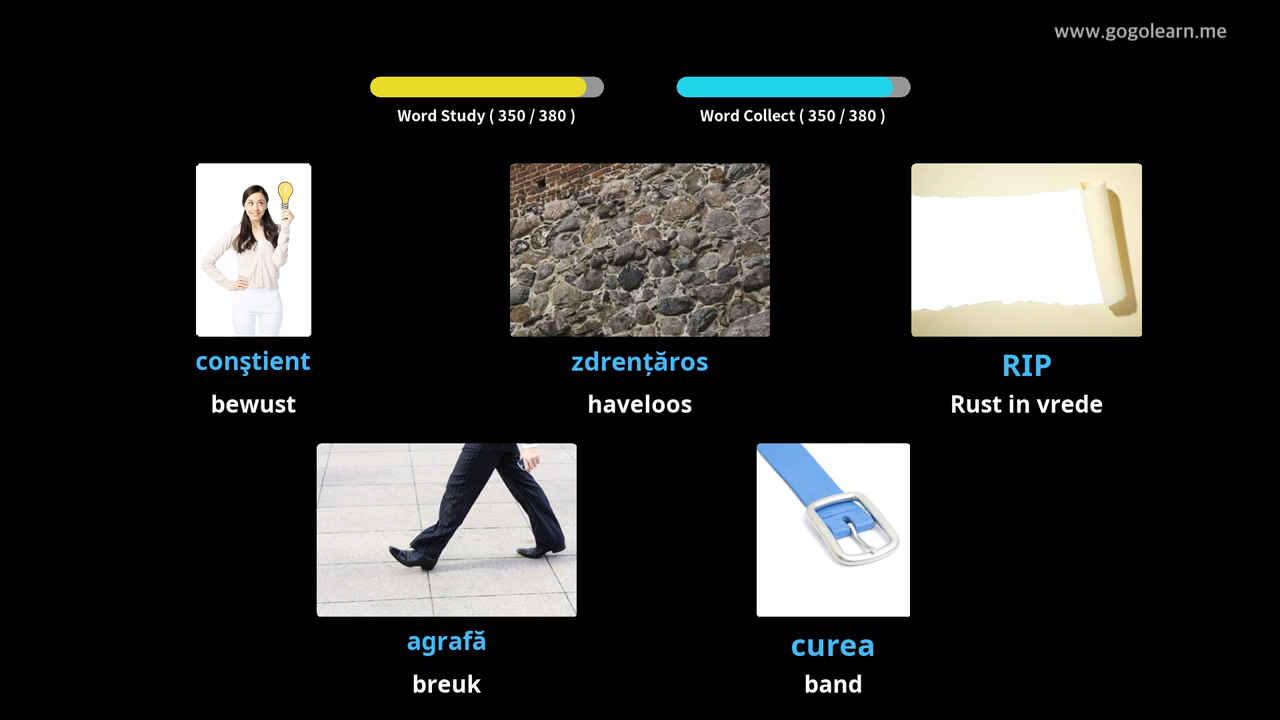 www.gogolearn.me
Word Study ( 350 / 380 )
Word Collect ( 350 / 380 )
conştient
bewust
zdrențăros
haveloos
RIP
Rust in vrede
agrafă
breuk
curea
band